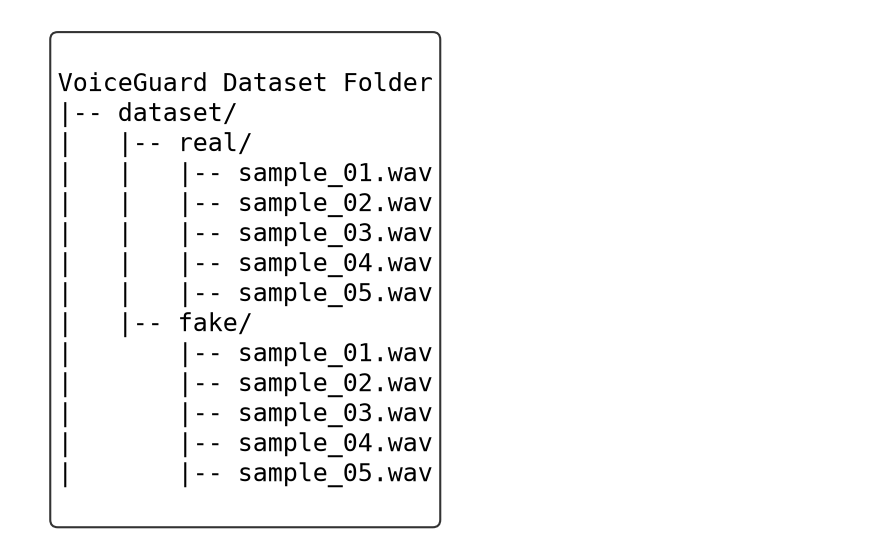 VoiceGuard Dataset Folder
|-- dataset/
|   |-- real/
|   |   |-- sample_01.wav
|   |   |-- sample_02.wav
|   |   |-- sample_03.wav
|   |   |-- sample_04.wav
|   |   |-- sample_05.wav
|   |-- fake/
|       |-- sample_01.wav
|       |-- sample_02.wav
|       |-- sample_03.wav
|       |-- sample_04.wav
|       |-- sample_05.wav